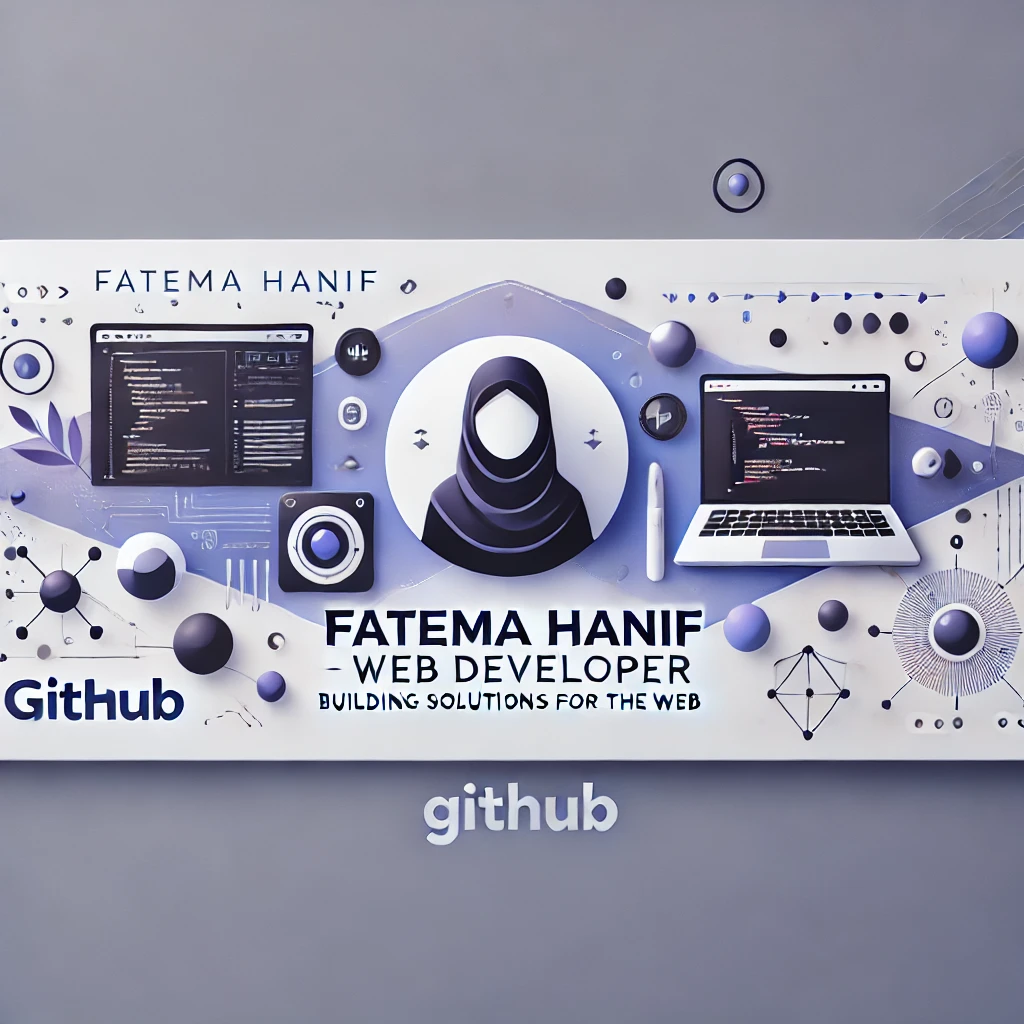 FATEMA HANIF
FATEMA HANIF
- WEB DEVELOPER
BUILDING SOLUTIONS FOR THE WEB
GitHub
github